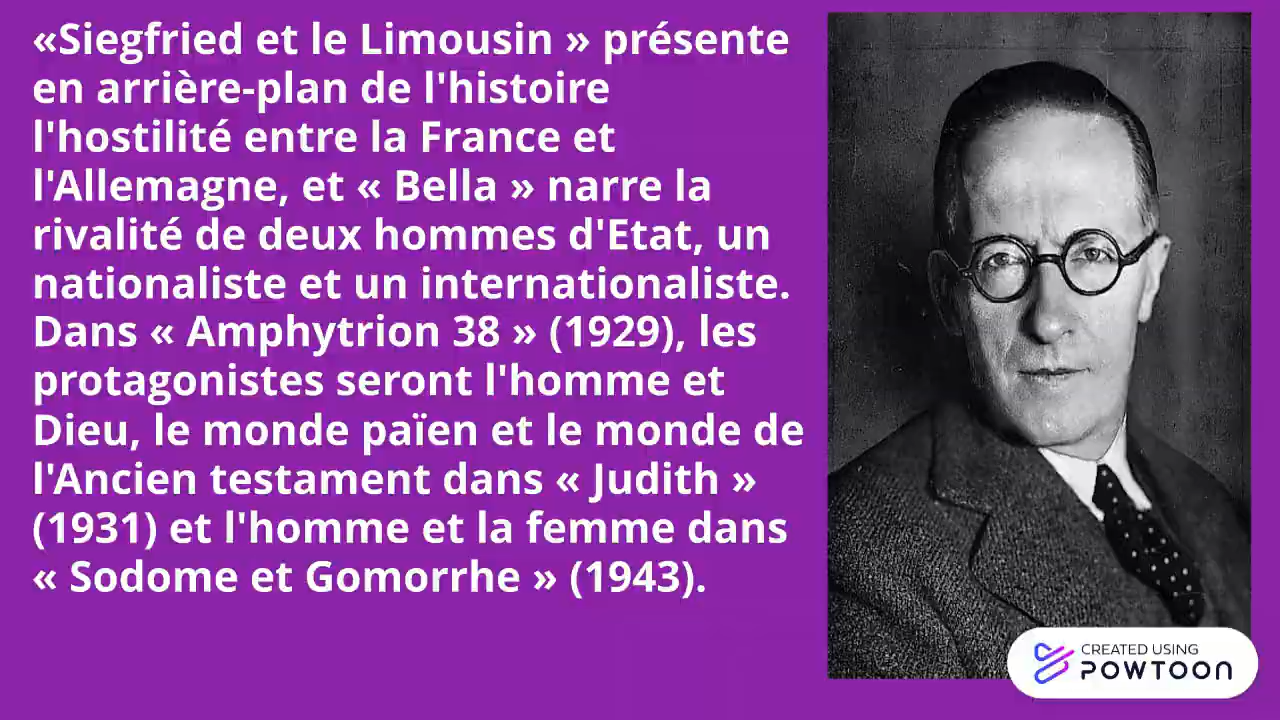 «Siegfried et le Limousin » présente
en arrière-plan de l'histoire
l'hostilité entre la France et
l'Allemagne, et « Bella » narre la
rivalité de deux hommes d'Etat, un
nationaliste et un internationaliste.
Dans « Amphytrion 38 » (1929), les
protagonistes seront l'homme et
Dieu, le monde païen et le monde de
l'Ancien testament dans « Judith »
(1931) et l'homme et la femme dans
« Sodome et Gomorrhe » (1943).
CREATED USING
POWTOON